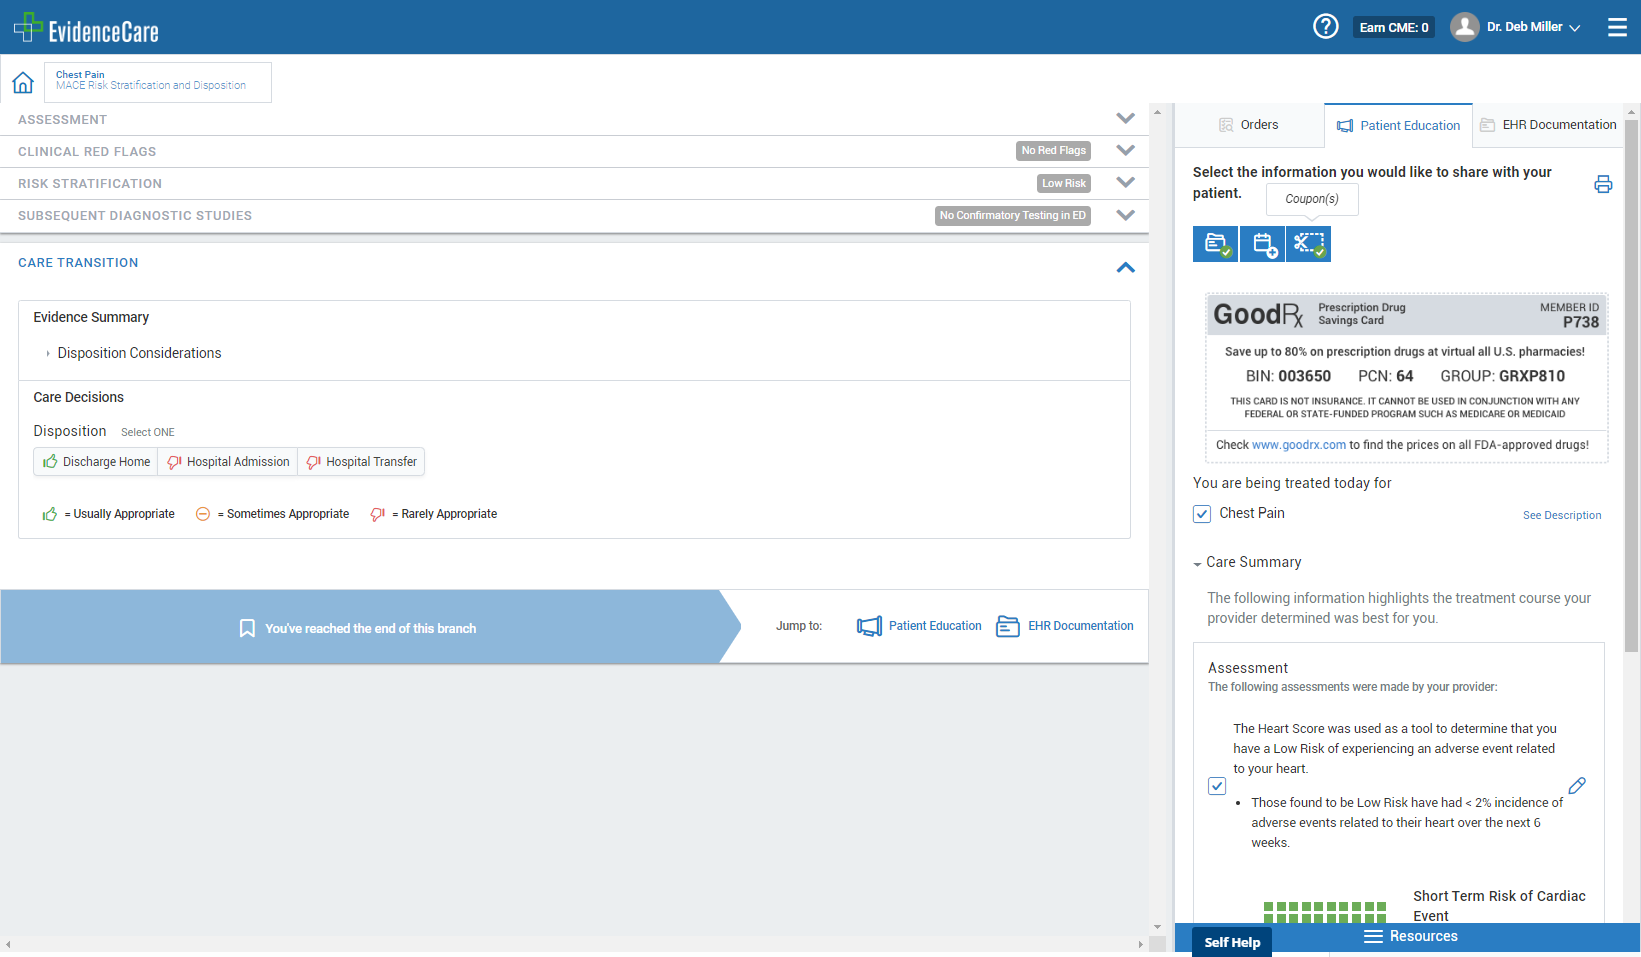 EvidenceCare
Earn CME: 0
Dr. Deb Miller
Chest Pain
MACE Risk Stratification and Disposition
ASSESSMENT
CLINICAL RED FLAGS
No Red Flags
RISK STRATIFICATION
Low Risk
SUBSEQUENT DIAGNOSTIC STUDIES
No Confirmatory Testing in ED
CARE TRANSITION
Evidence Summary
Disposition Considerations
Care Decisions
Disposition Select ONE
Discharge Home
Hospital Admission
Hospital Transfer
= Usually Appropriate
= Sometimes Appropriate
= Rarely Appropriate
You've reached the end of this branch
Jump to:
Patient Education
EHR Documentation
Orders
Patient Education
EHR Documentation
Select the information you would like to share with your
patient.
Coupon(s)
GoodRx
Prescription Drug
Savings Card
MEMBER ID
P738
Save up to 80% on prescription drugs at virtual all U.S. pharmacies!
BIN: 003650 PCN: 64 GROUP: GRXP810
THIS CARD IS NOT INSURANCE. IT CANNOT BE USED IN CONJUNCTION WITH ANY
FEDERAL OR STATE-FUNDED PROGRAM SUCH AS MEDICARE OR MEDICAID
Check www.goodrx.com to find the prices on all FDA-approved drugs!
You are being treated today for
Chest Pain
See Description
Care Summary
The following information highlights the treatment course your
provider determined was best for you.
Assessment
The following assessments were made by your provider:
The Heart Score was used as a tool to determine that you
have a Low Risk of experiencing an adverse event related
to your heart.
• Those found to be Low Risk have had < 2% incidence of
adverse events related to their heart over the next 6
weeks.
Short Term Risk of Cardiac
Event
Self Help
Resources